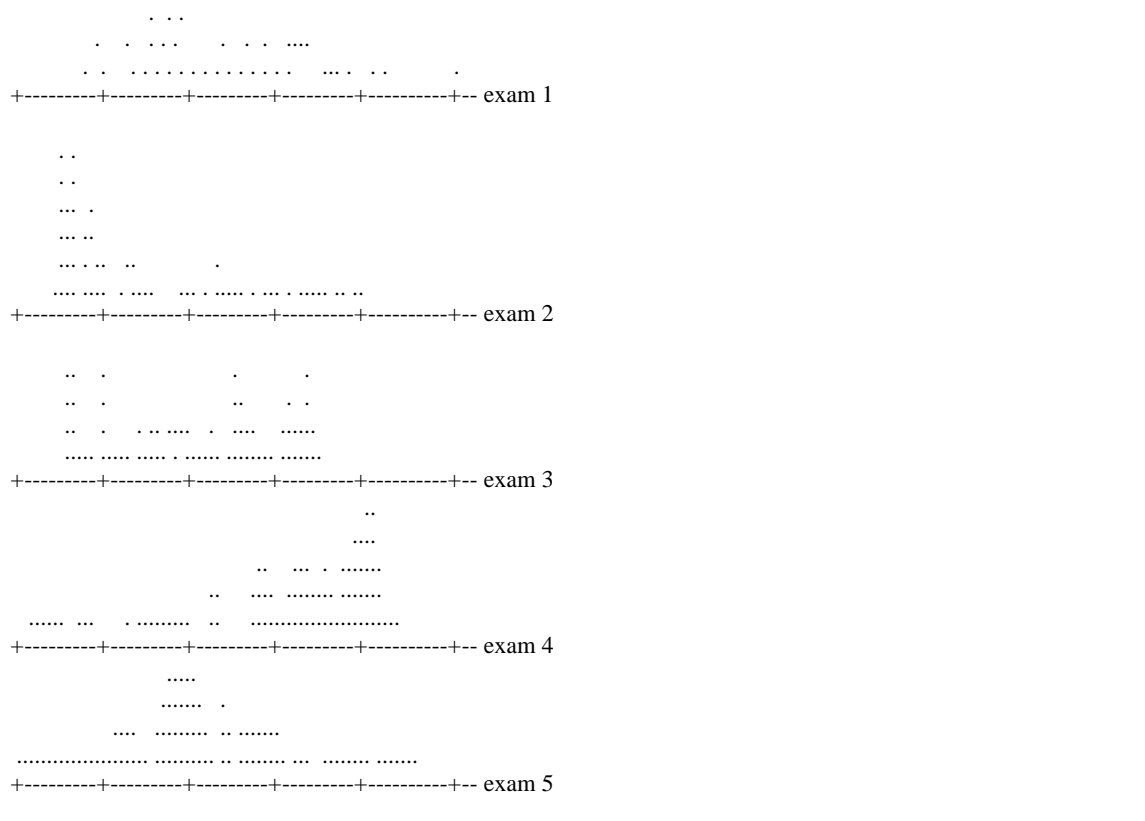 . . .
. . . . . . . . . ....
. . . . . . . . . . . . . . . . ... . . . .
+---------+---------+---------+---------+----------+-- exam 1
. .
. .
... .
... ..
... . .. .. .
.... .... . .... ... . ..... . ... . ..... .. ..
+---------+---------+---------+---------+----------+-- exam 2
.. . . .
.. . .. . .
.. . . .. .... . .... ......
..... ..... ..... . ...... ........ .......
+---------+---------+---------+---------+----------+-- exam 3
..
....
.. ... . .......
.. .... ........ .......
...... ... . ......... .. .........................
+---------+---------+---------+---------+----------+-- exam 4
.....
....... .
.... ......... .. .......
...................... .......... .. ........ ... ........ .......
+---------+---------+---------+---------+----------+-- exam 5